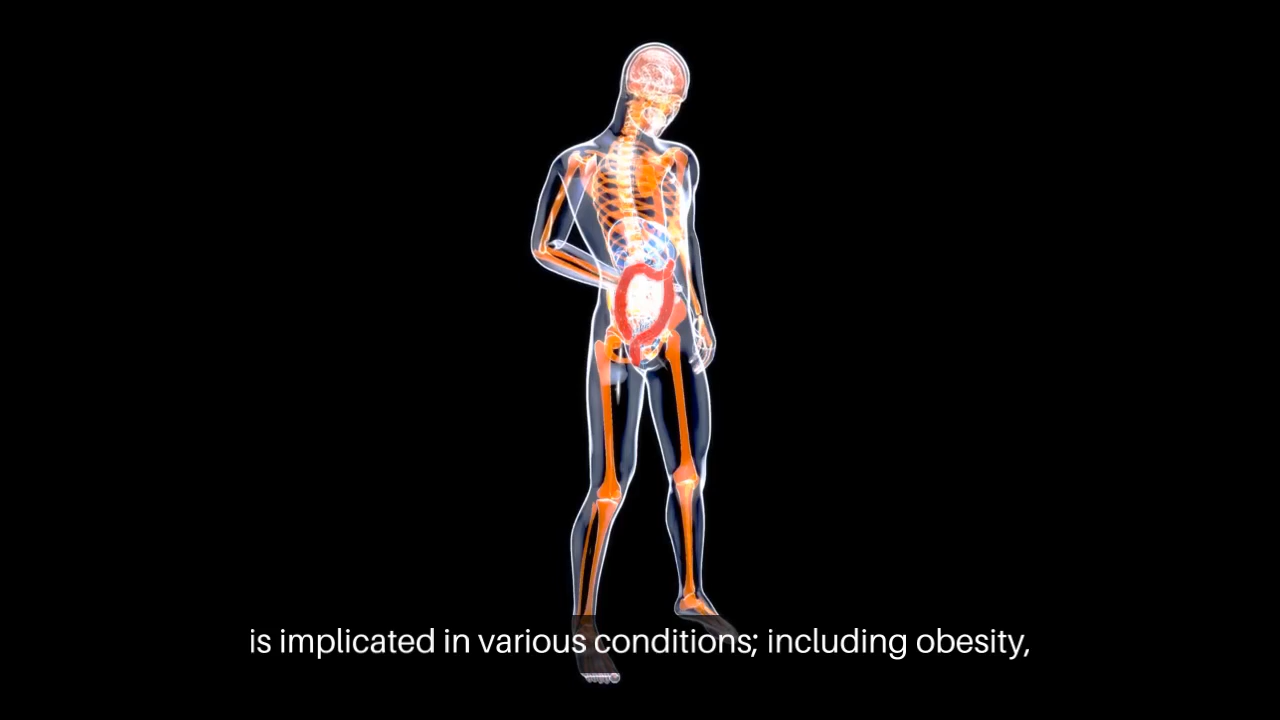 is implicated in various conditions; including obesity,